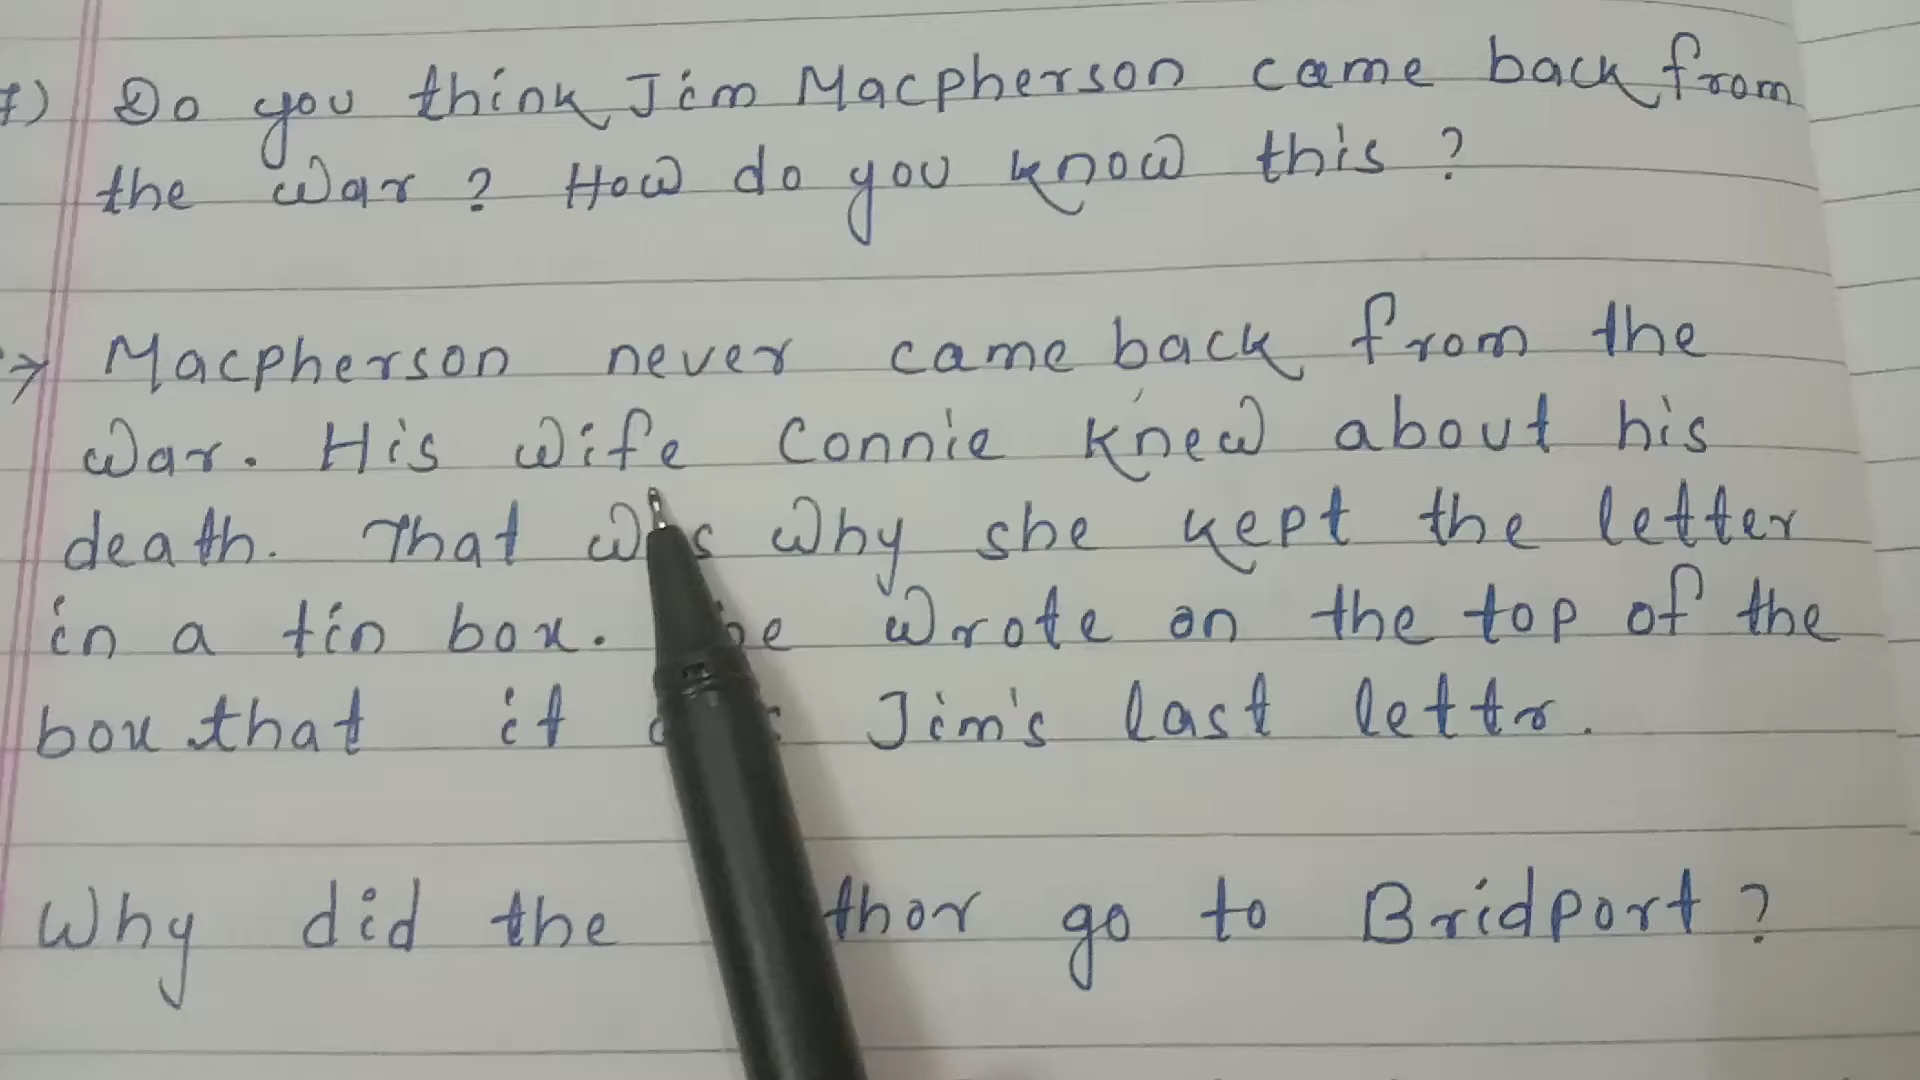 7) Do you think Jim Macpherson came back from
the war ? How do you know this ?
Macpherson never came back from the
war. His wife Connie knew about his
death. That was why she kept the letter
in a tin box. wrote on the top of the
box that it Jim's last lettr.
Why did the go to Bridport ?